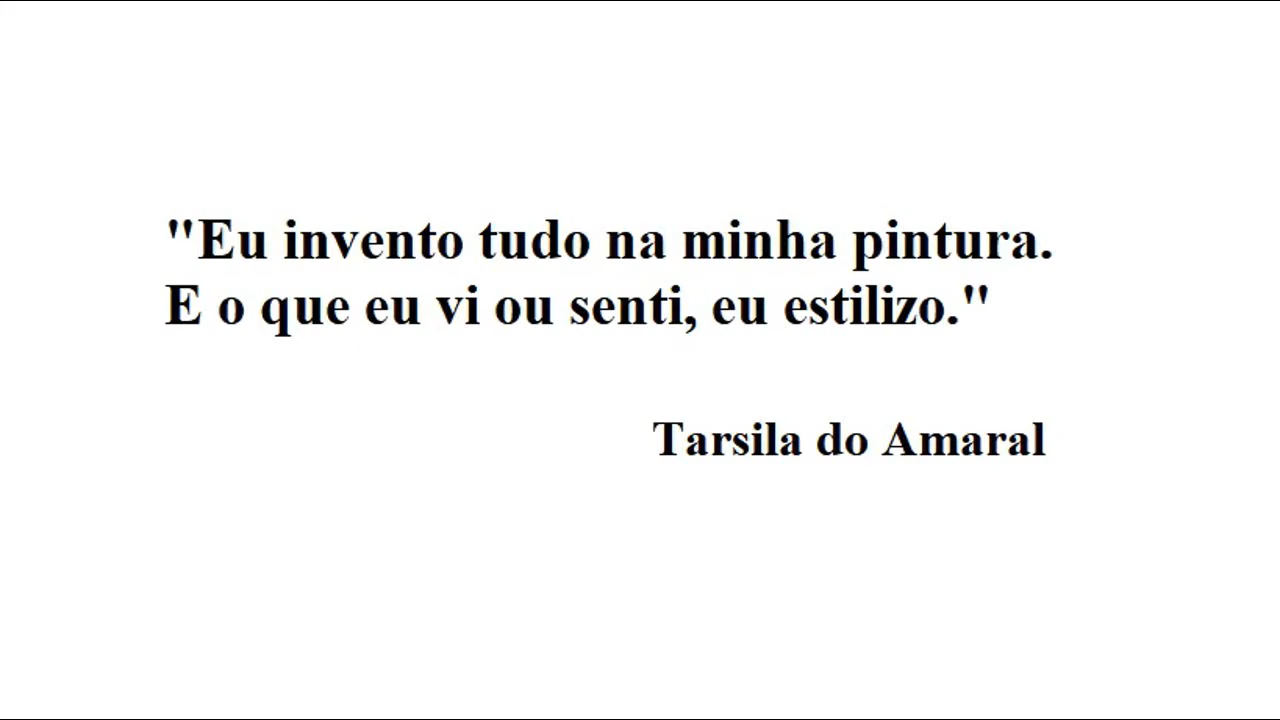 "Eu invento tudo na minha pintura.
E o que eu vi ou senti, eu estilizo."
Tarsila do Amaral